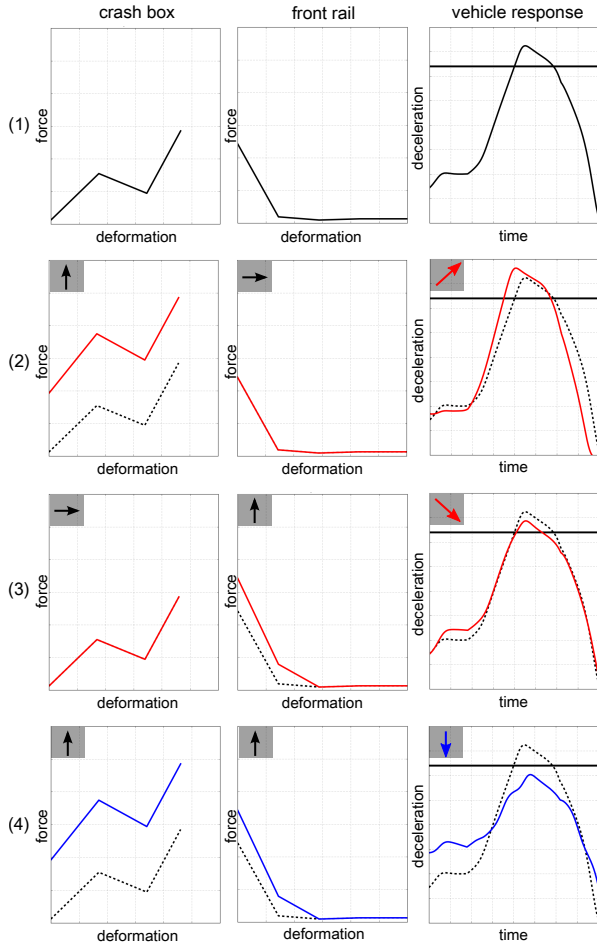 crash box front rail vehicle response
(1) force force deceleration
deformation deformation time
(2) force force deceleration
deformation deformation time
(3) force force deceleration
deformation deformation time
(4) force force deceleration
deformation deformation time